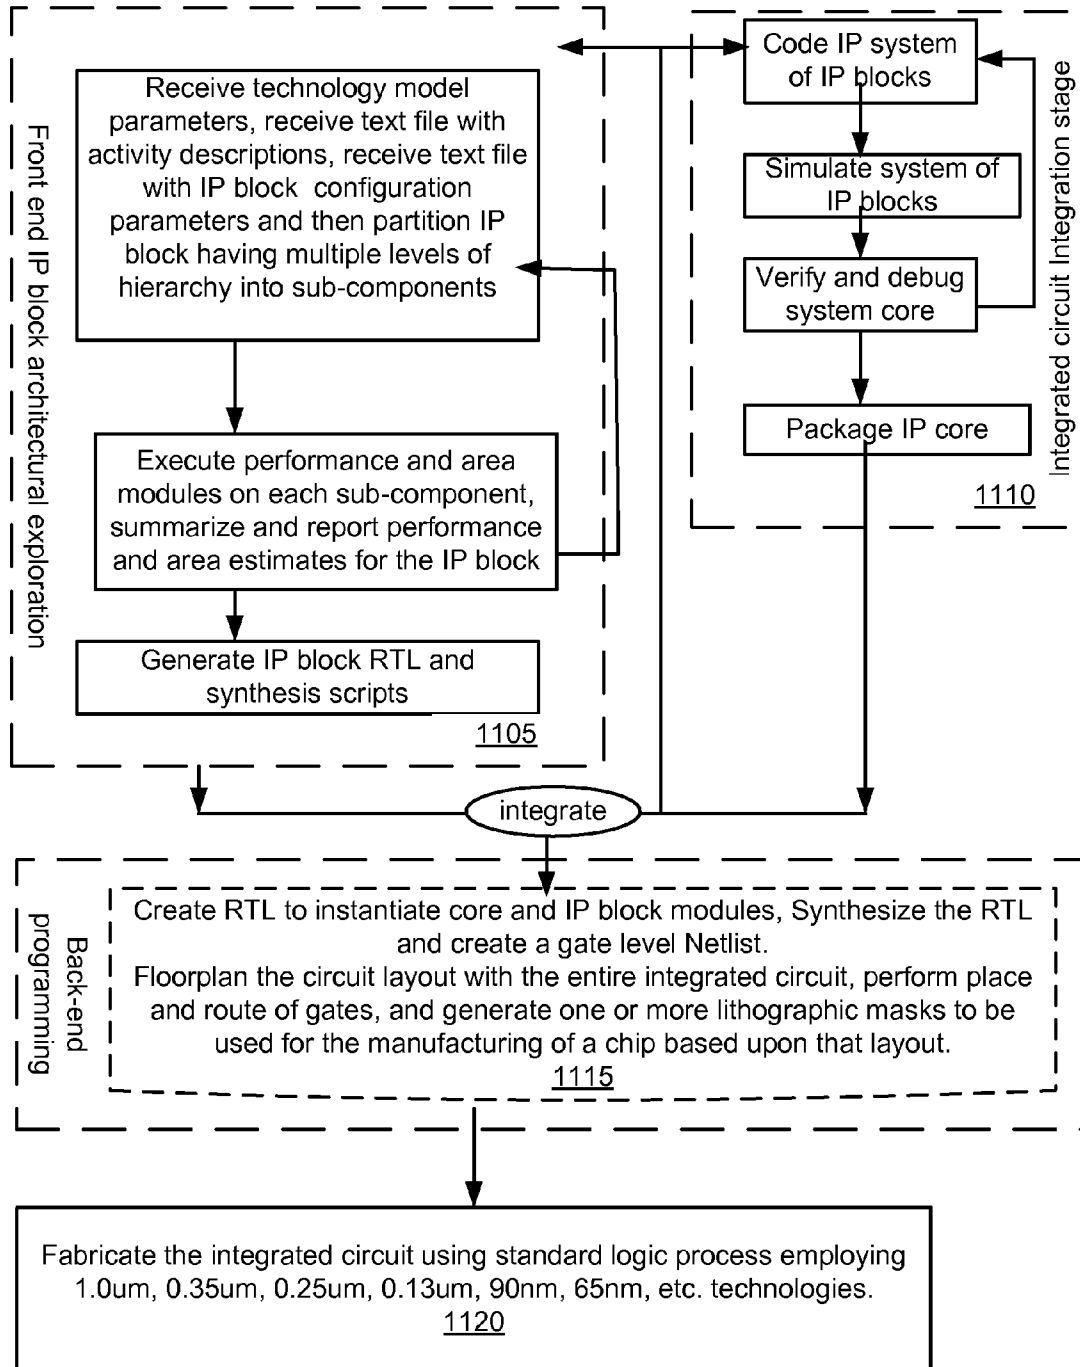 Front end IP block architectural exploration
Receive technology model
parameters, receive text file with
activity descriptions, receive text file
with IP block configuration
parameters and then partition IP
block having multiple levels of
hierarchy into sub-components
Execute performance and area
modules on each sub-component,
summarize and report performance
and area estimates for the IP block
Generate IP block RTL and
synthesis scripts
1105
Code IP system
of IP blocks
Simulate system of
IP blocks
Verify and debug
system core
Package IP core
1110
Integrated circuit Integration stage
integrate
Back-end
programming
Create RTL to instantiate core and IP block modules, Synthesize the RTL
and create a gate level Netlist.
Floorplan the circuit layout with the entire integrated circuit, perform place
and route of gates, and generate one or more lithographic masks to be
used for the manufacturing of a chip based upon that layout.
1115
Fabricate the integrated circuit using standard logic process employing
1.0um, 0.35um, 0.25um, 0.13um, 90nm, 65nm, etc. technologies.
1120